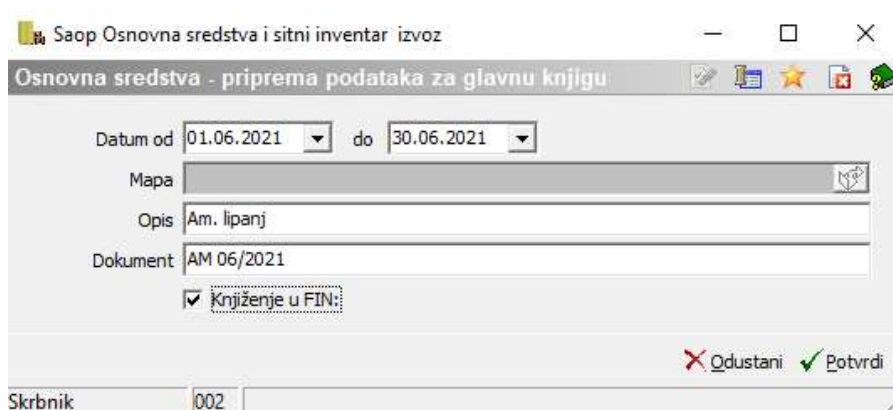 Saop Osnovna sredstva i sitni inventar izvoz
Osnovna sredstva - priprema podataka za glavnu knjigu
Datum od 01.06.2021 do 30.06.2021
Mapa
Opis Am. lipanj
Dokument AM 06/2021
Knjiženje u FIN:
Odustani Potvrdi
Skrbnik 002